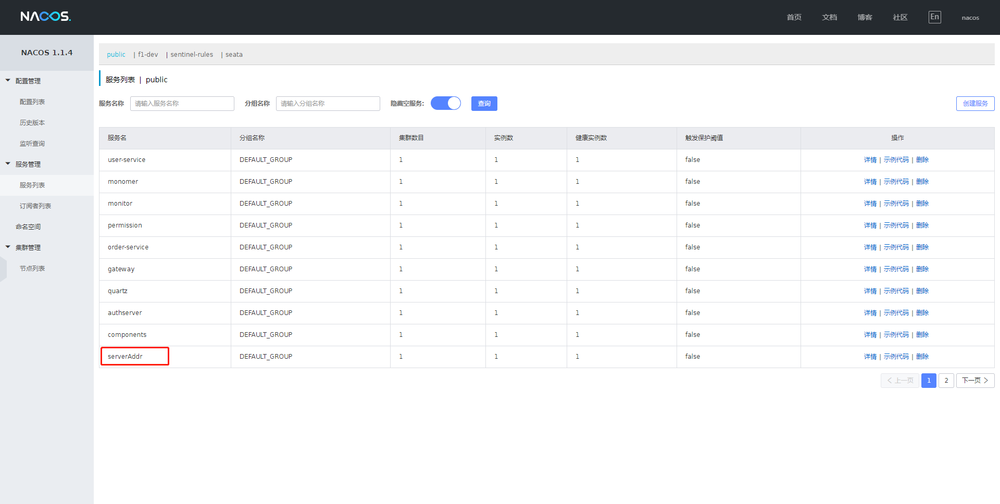 NACOS. 首页 文档 博客 社区 En nacos
NACOS 1.1.4
配置管理
配置列表
历史版本
监听查询
服务管理
服务列表
订阅者列表
命名空间
集群管理
节点列表
public | f1-dev | sentinel-rules | seata
服务列表 | public
服务名称 请输入服务名称 分组名称 请输入分组名称 隐藏空服务: 查询 创建服务
服务名 分组名称 集群数目 实例数 健康实例数 触发保护阈值 操作
user-service DEFAULT_GROUP 1 1 1 false 详情 | 示例代码 | 删除
monomer DEFAULT_GROUP 1 1 1 false 详情 | 示例代码 | 删除
monitor DEFAULT_GROUP 1 1 1 false 详情 | 示例代码 | 删除
permission DEFAULT_GROUP 1 1 1 false 详情 | 示例代码 | 删除
order-service DEFAULT_GROUP 1 1 1 false 详情 | 示例代码 | 删除
gateway DEFAULT_GROUP 1 1 1 false 详情 | 示例代码 | 删除
quartz DEFAULT_GROUP 1 1 1 false 详情 | 示例代码 | 删除
authserver DEFAULT_GROUP 1 1 1 false 详情 | 示例代码 | 删除
components DEFAULT_GROUP 1 1 1 false 详情 | 示例代码 | 删除
serverAddr DEFAULT_GROUP 1 1 1 false 详情 | 示例代码 | 删除
上一页 1 2 下一页